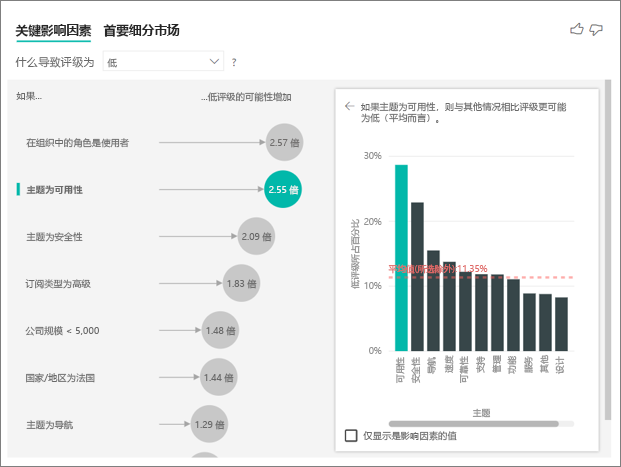 关键影响因素 首要细分市场
什么导致评级为 低 ?
如果... ...低评级的可能性增加
在组织中的角色是使用者 2.57 倍
主题为可用性 2.55 倍
主题为安全性 2.09 倍
订阅类型为高级 1.83 倍
公司规模 < 5,000 1.48 倍
国家/地区为法国 1.44 倍
主题为导航 1.29 倍
如果主题为可用性，则与其他情况相比评级更可能
为低（平均而言）。
30%
20%
10%
0%
低评级所占百分比
平均值(所选除外):11.35%
可用性
安全性
导航
速度
可靠性
支持
管理
功能
服务
其他
设计
主题
仅显示是影响因素的值